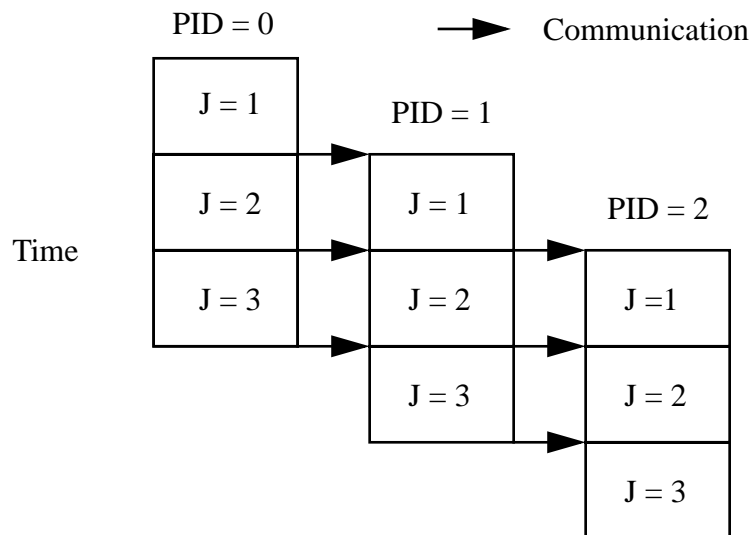 PID = 0
Communication
J = 1
PID = 1
J = 2
J = 1
PID = 2
Time
J = 3
J = 2
J =1
J = 3
J = 2
J = 3